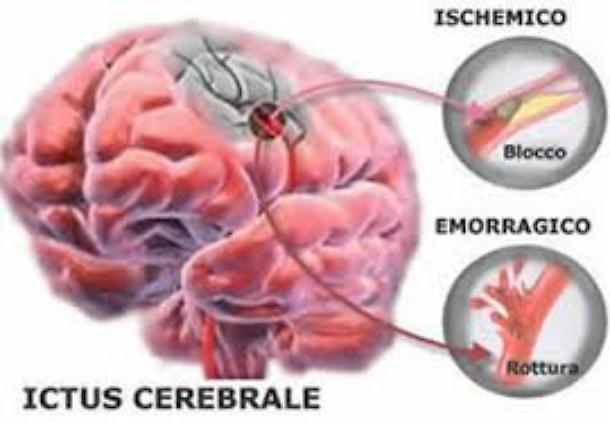 ISCHEMICO
Blocco
EMORRAGICO
Rottura
ICTUS CEREBRALE